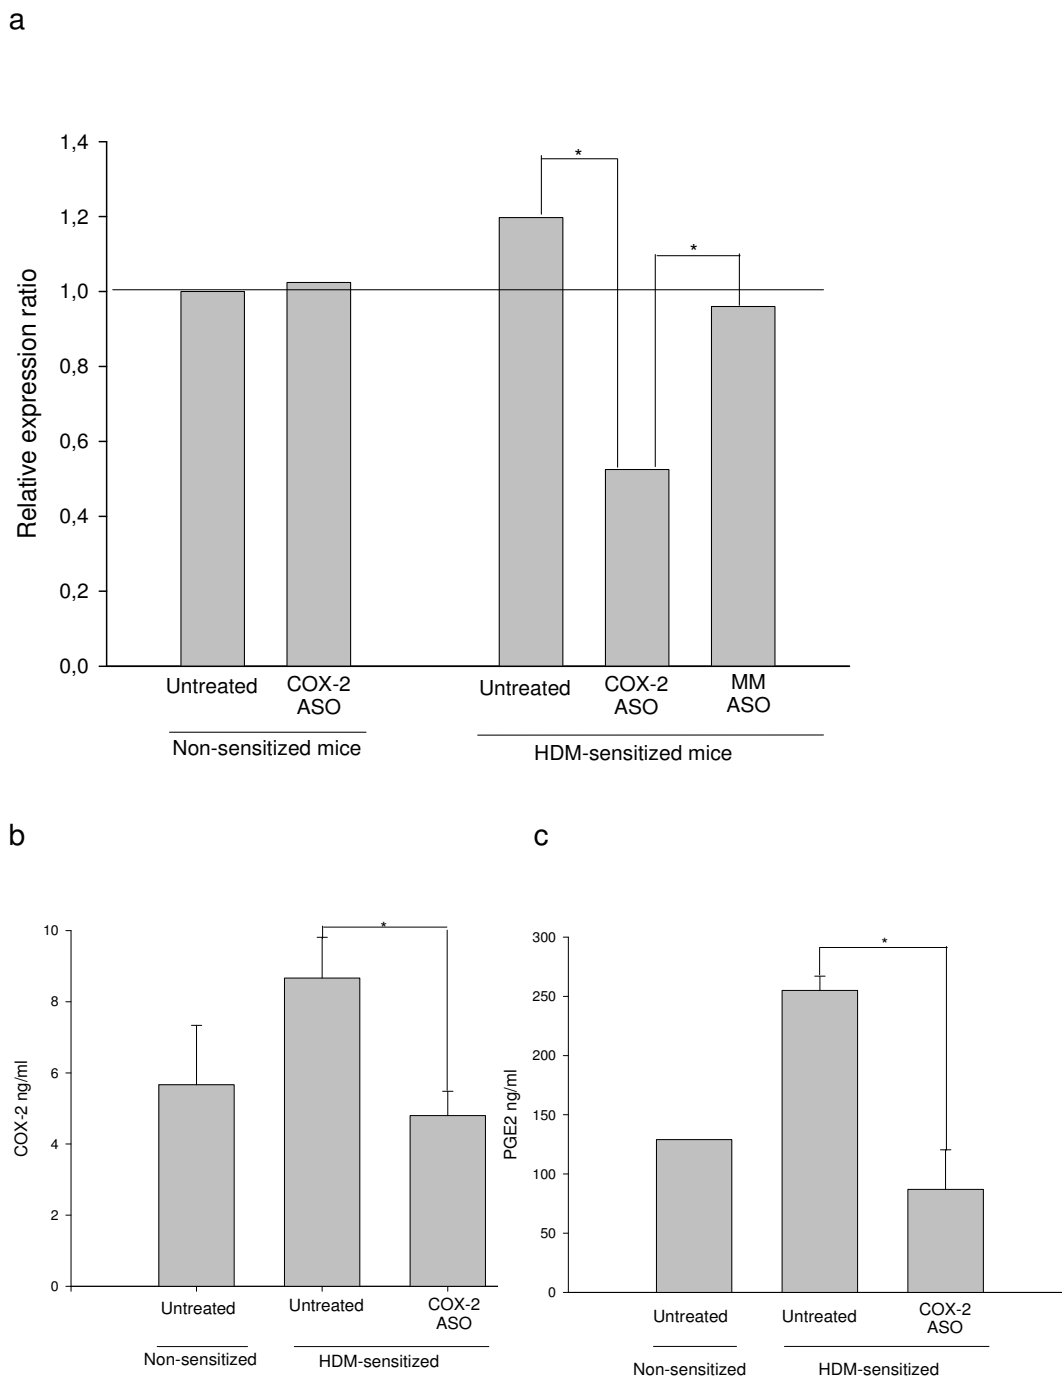 a
1,4
1,2
1,0
0,8
0,6
0,4
0,2
0,0
Relative expression ratio
*
*
Untreated
COX-2
ASO
Untreated
COX-2
ASO
MM
ASO
Non-sensitized mice
HDM-sensitized mice
b
10
8
6
4
2
0
COX-2 ng/ml
*
Untreated
Untreated
COX-2
ASO
Non-sensitized
HDM-sensitized
c
300
250
200
150
100
50
0
PGE2 ng/ml
*
Untreated
Untreated
COX-2
ASO
Non-sensitized
HDM-sensitized